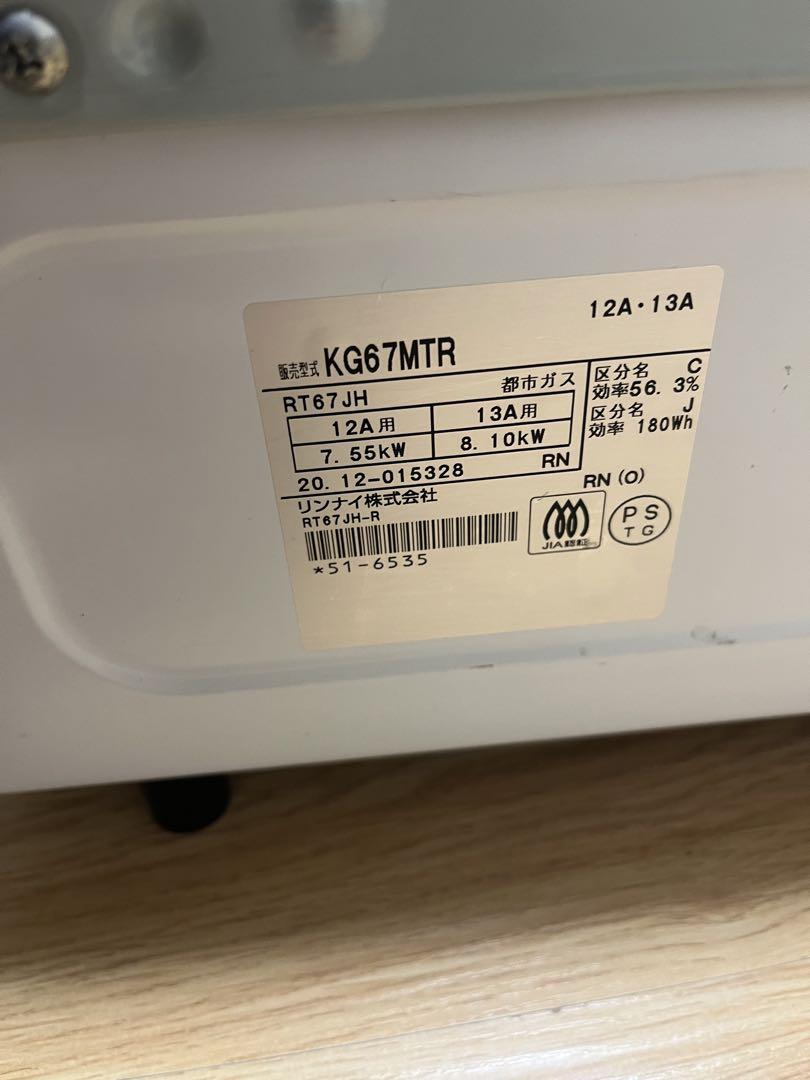 12A・13A
販売型式 KG67MTR
RT67JH 都市ガス
12A用 13A用
7.55kW 8.10kW
20.12-015328 RN
区分名 C
効率56.3%
区分名 J
効率 180Wh
リンナイ株式会社
RN(O)
RT67JH-R
*51-6535
JIA
PS
TG